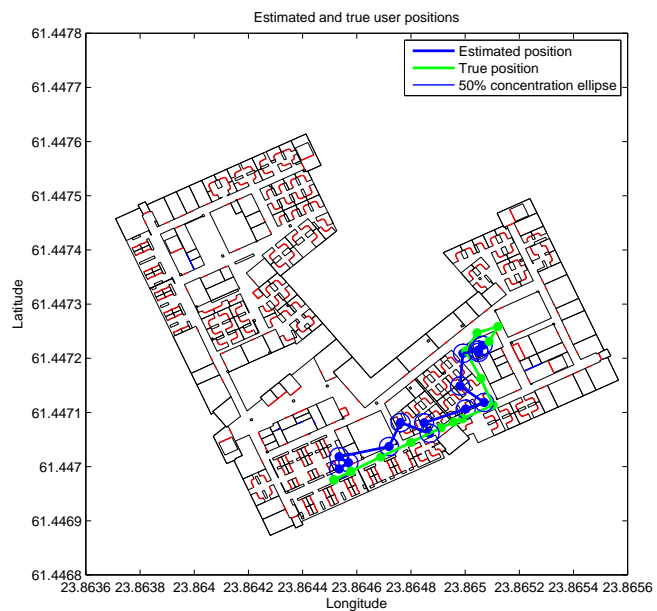 Estimated and true user positions
61.4478
Estimated position
True position
50% concentration ellipse
61.4477
61.4476
61.4475
61.4474
61.4473
61.4472
61.4471
61.447
61.4469
61.4468
Latitude
23.8636 23.8638 23.864 23.8642 23.8644 23.8646 23.8648 23.865 23.8652 23.8654 23.8656
Longitude